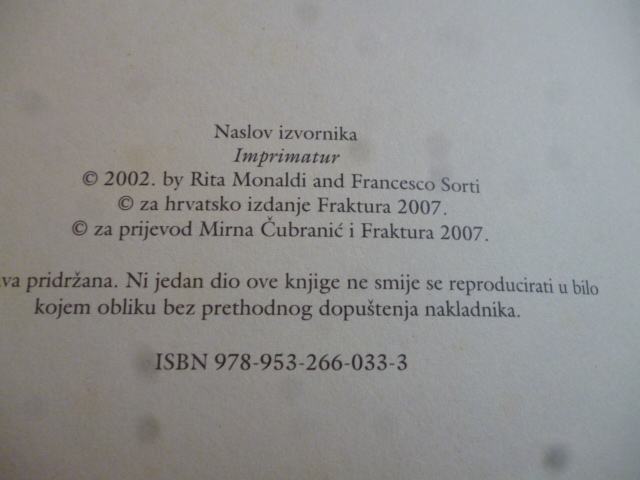 Naslov izvornika
Imprimatur
© 2002. by Rita Monaldi and Francesco Sorti
© za hrvatsko izdanje Fraktura 2007.
© za prijevod Mirna Čubranić i Fraktura 2007.
pridržana. Ni jedan dio ove knjige ne smije se reproducirati u bilo
kojem obliku bez prethodnog dopuštenja nakladnika.
ISBN 978-953-266-033-3